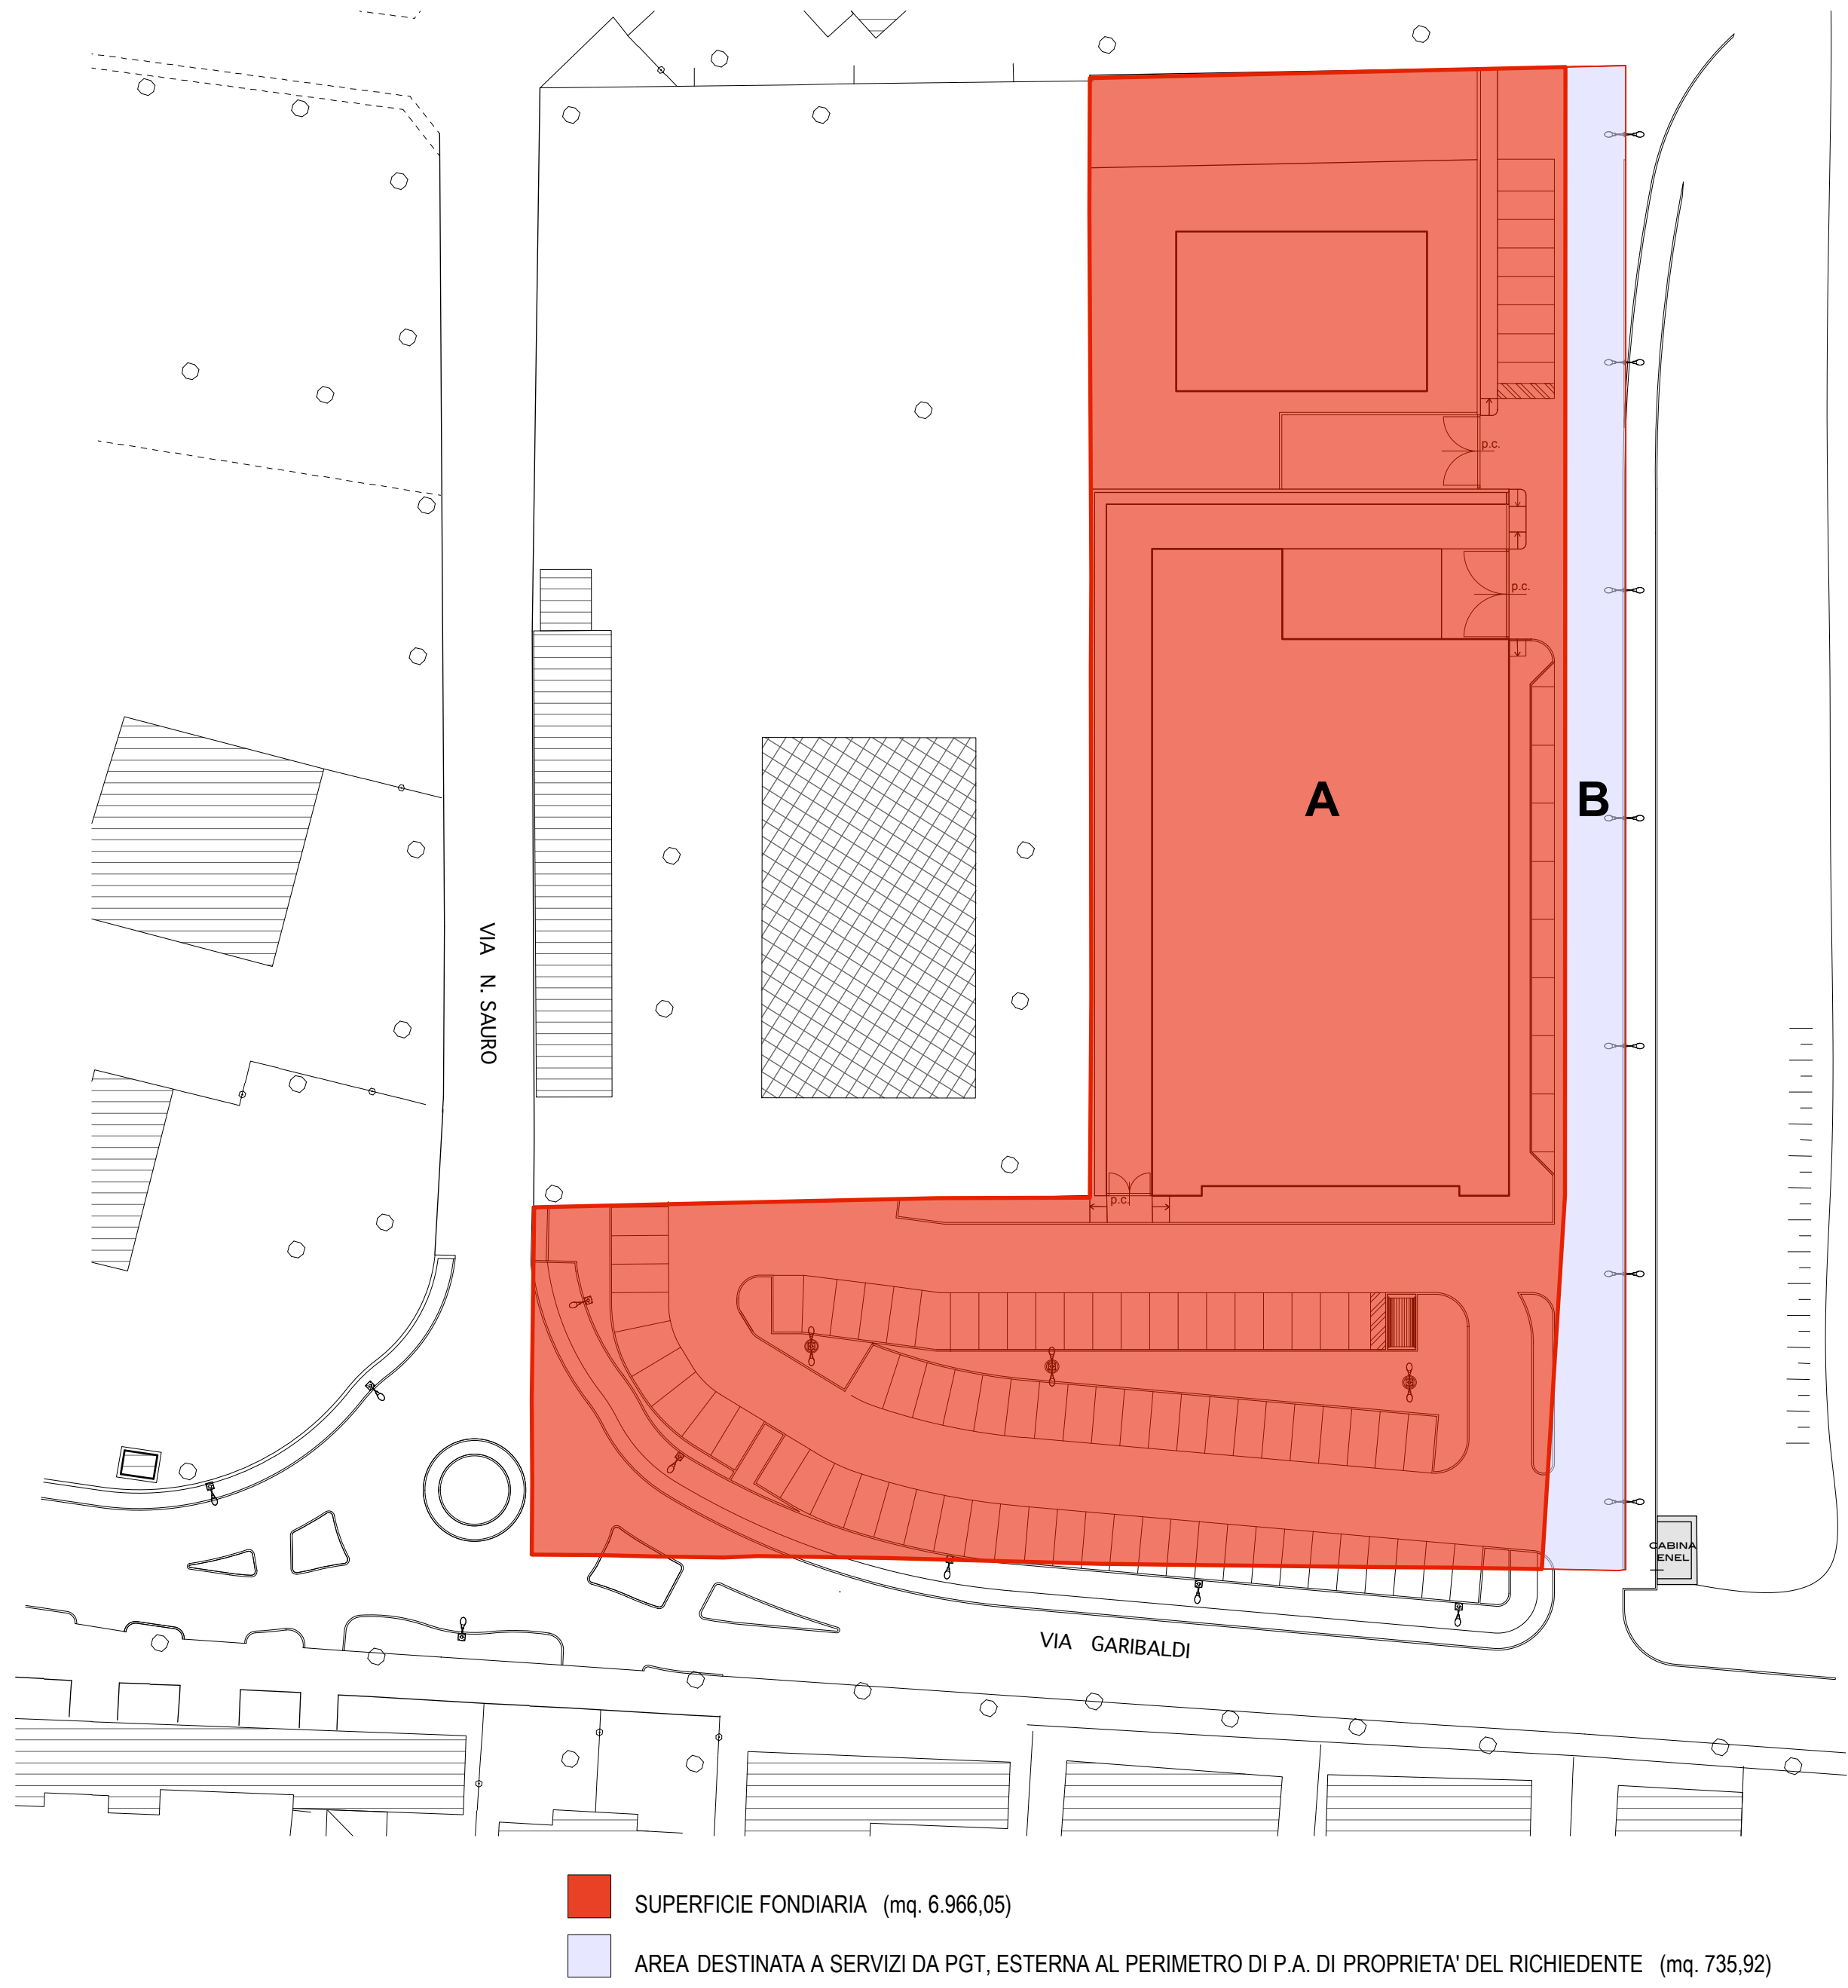 p.c.
p.c.
A
B
VIA N. SAURO
p.c.
CABINA
ENEL
VIA GARIBALDI
SUPERFICIE FONDIARIA (mq. 6.966,05)
AREA DESTINATA A SERVIZI DA PGT, ESTERNA AL PERIMETRO DI P.A. DI PROPRIETA' DEL RICHIEDENTE (mq. 735,92)